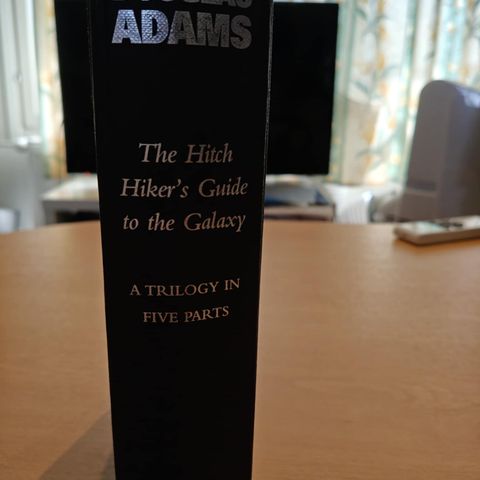 ADAMS
The Hitch
Hiker's Guide
to the Galaxy
A TRILOGY IN
FIVE PARTS